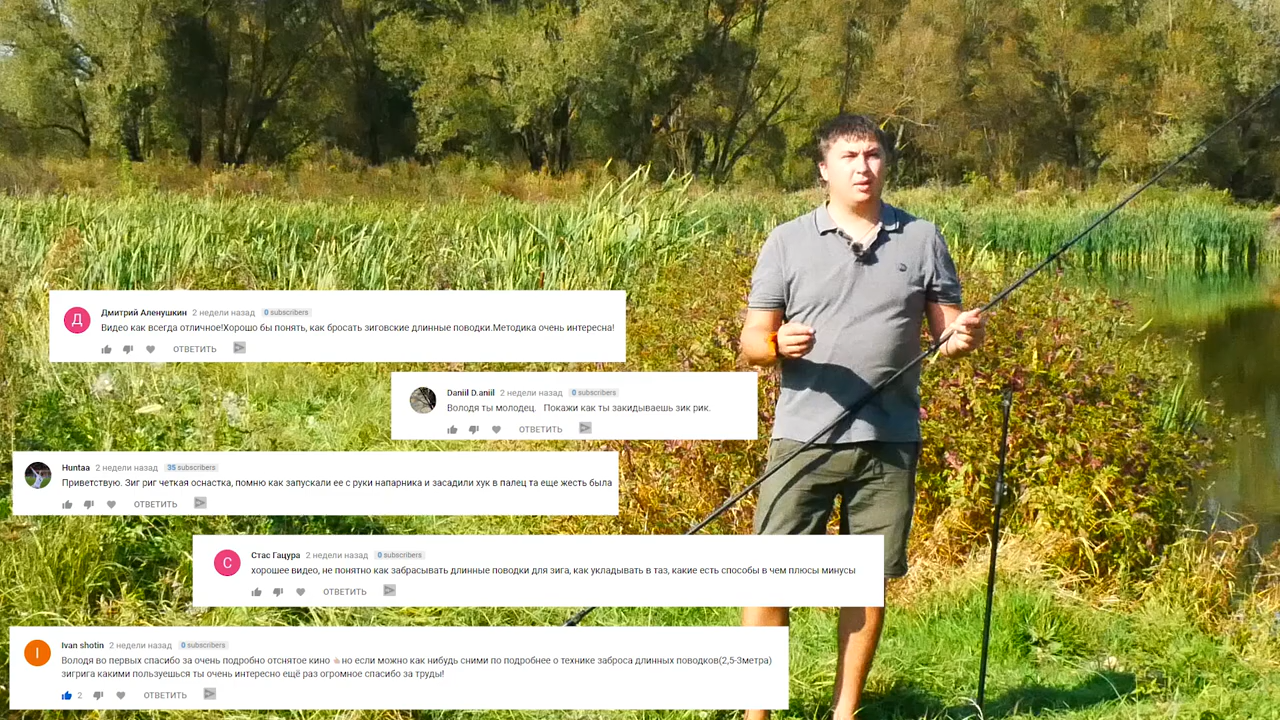 Д
Дмитрий Аленушкин 2 недели назад 0 subscribers
Видео как всегда отличное!Хорошо бы понять, как бросать зиговские длинные поводки.Методика очень интересна!
ОТВЕТИТЬ
Daniil D.aniil 2 недели назад 0 subscribers
Володя ты молодец. Покажи как ты закидываешь зик рик.
ОТВЕТИТЬ
Huntaa 2 недели назад 35 subscribers
Приветствую. Зиг риг четкая оснастка, помню как запускали ее с руки напарника и засадили хук в палец та еще жесть была
ОТВЕТИТЬ
С
Стас Гацура 2 недели назад 0 subscribers
хорошее видео, не понятно как забрасывать длинные поводки для зига, как укладывать в таз, какие есть способы в чем плюсы минусы
ОТВЕТИТЬ
I
Ivan shotin 2 недели назад 0 subscribers
Володя во первых спасибо за очень подробно отснятое кино но если можно как нибудь сними по подробнее о технике заброса длинных поводков(2,5-3метра)
зигрига какими пользуешься ты очень интересно ещё раз огромное спасибо за труды!
2 ОТВЕТИТЬ